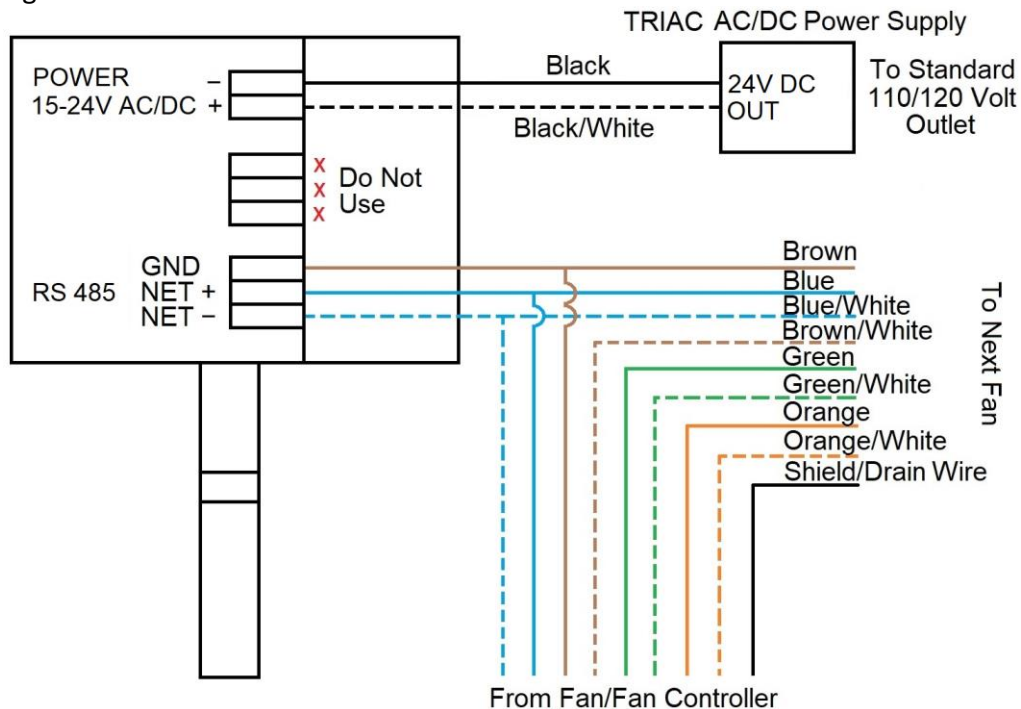 TRIAC AC/DC Power Supply
POWER –
15-24V AC/DC +
Black
Black/White
24V DC
OUT
To Standard
110/120 Volt
Outlet
X
X
X
Do Not
Use
RS 485
GND
NET +
NET –
Brown
Blue
Blue/White
Brown/White
Green
Green/White
Orange
Orange/White
Shield/Drain Wire
To Next Fan
From Fan/Fan Controller